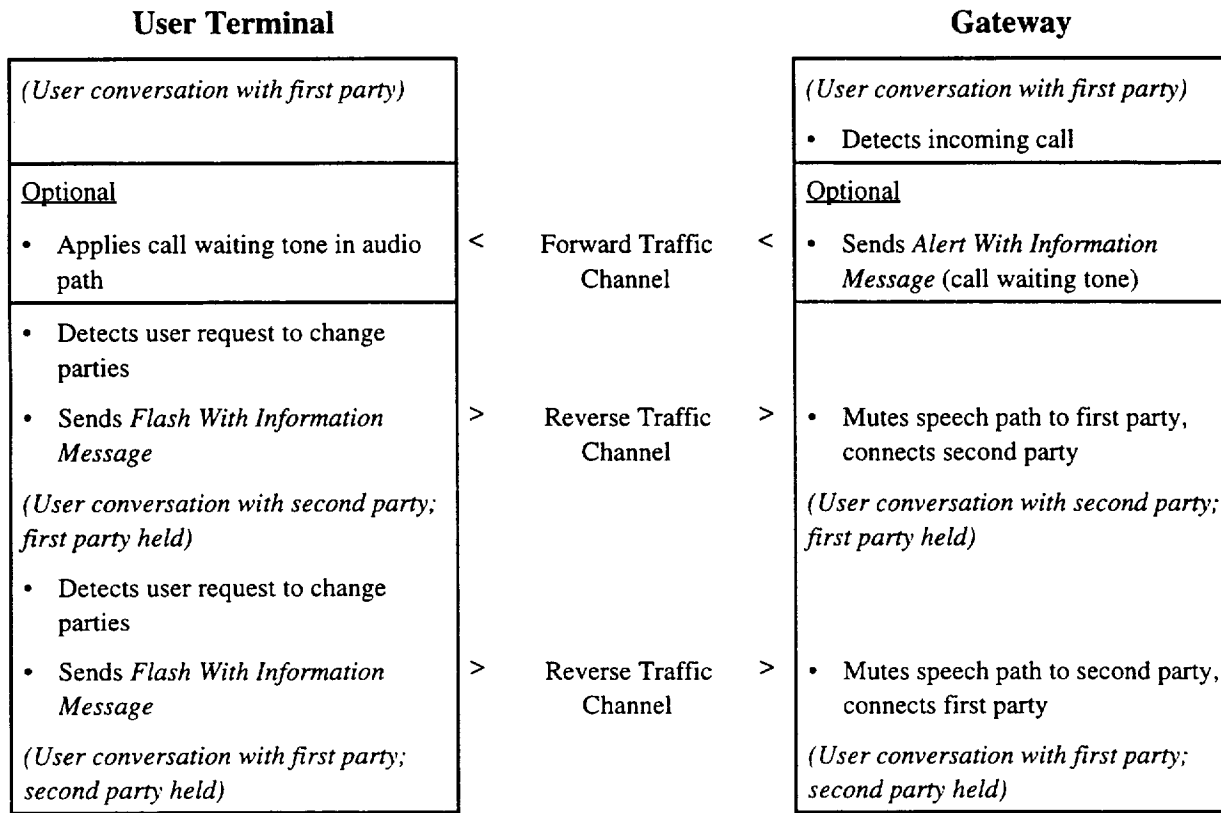 User Terminal
Gateway
(User conversation with first party)
(User conversation with first party)
• Detects incoming call
Optional
• Applies call waiting tone in audio
path
< Forward Traffic <
Channel
Optional
• Sends Alert With Information
Message (call waiting tone)
• Detects user request to change
parties
• Sends Flash With Information
Message
> Reverse Traffic >
Channel
• Mutes speech path to first party,
connects second party
(User conversation with second party;
first party held)
(User conversation with second party;
first party held)
• Detects user request to change
parties
• Sends Flash With Information
Message
> Reverse Traffic >
Channel
• Mutes speech path to second party,
connects first party
(User conversation with first party;
second party held)
(User conversation with first party;
second party held)